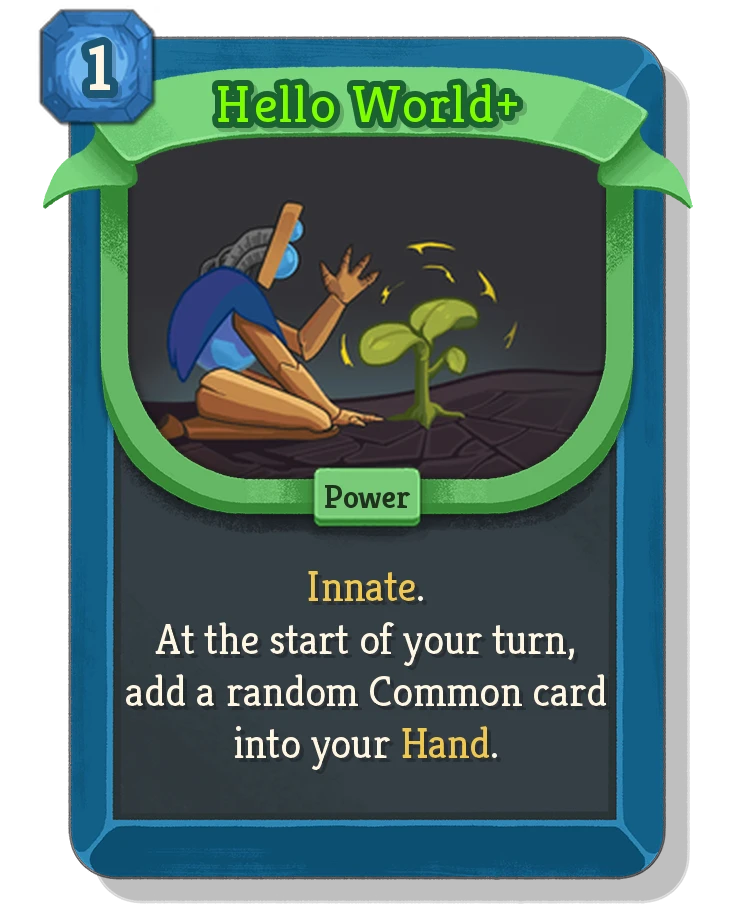 1
Hello World+
Power
Innate.
At the start of your turn,
add a random Common card
into your Hand.